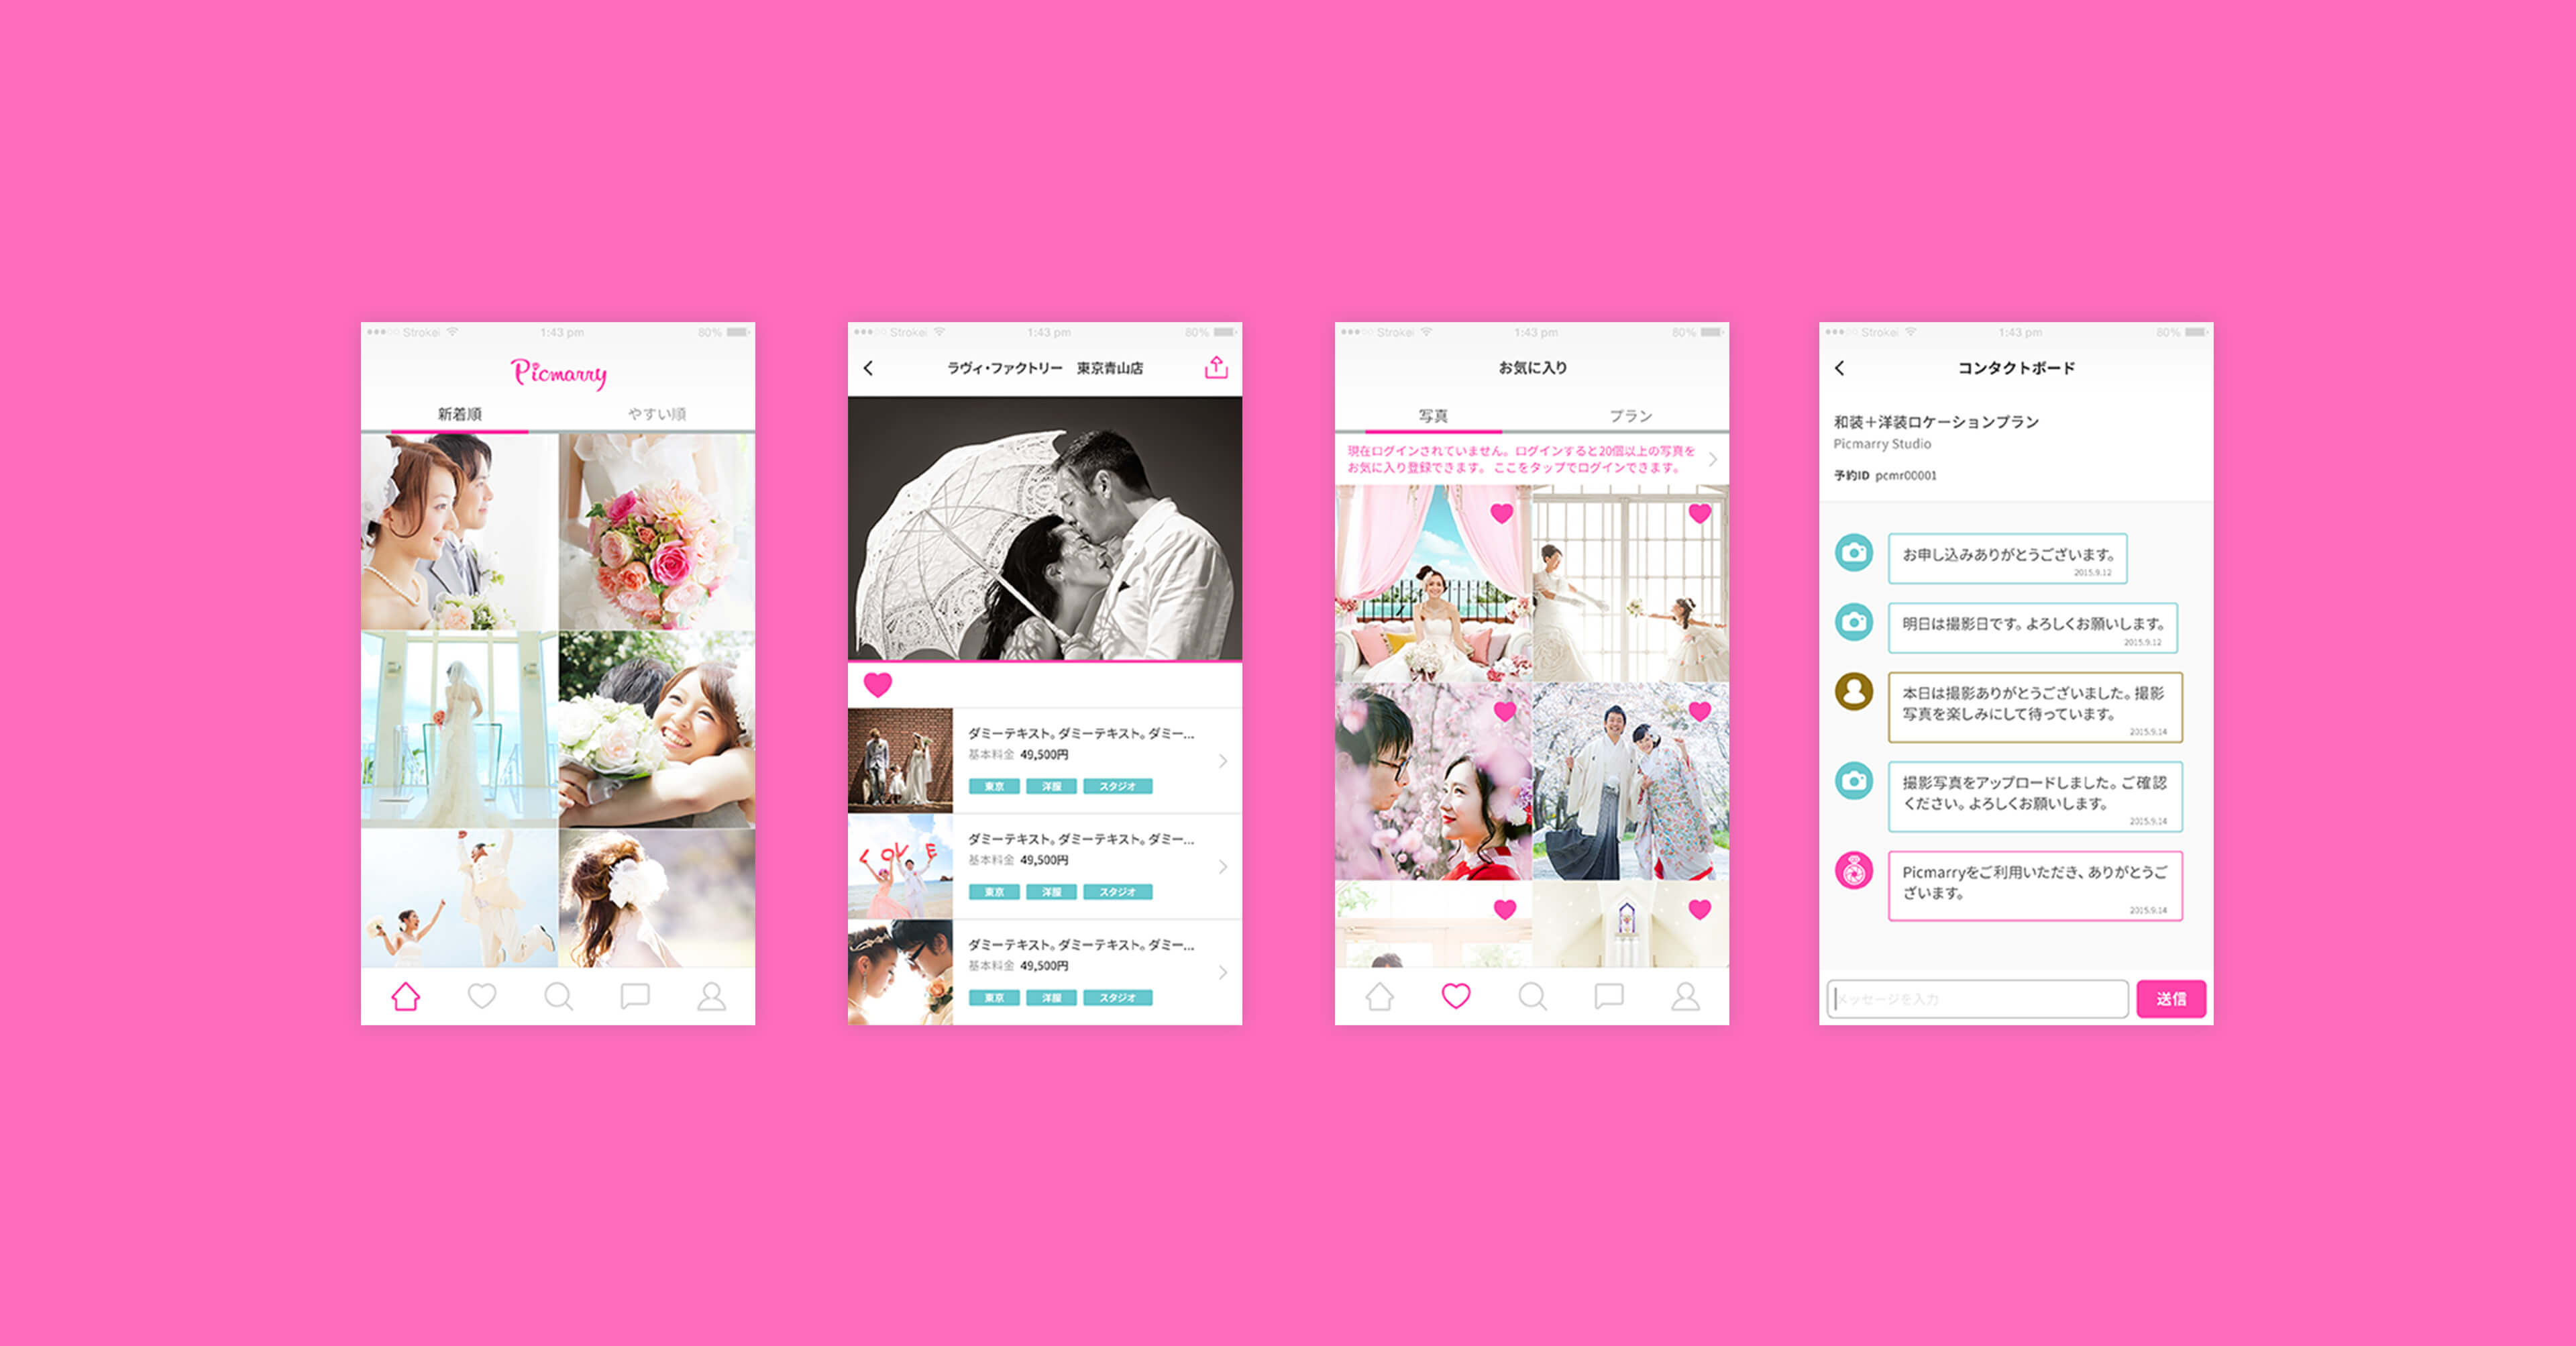 Strokei 1:43 pm 80%
Picmarry
新着順 やすい順
Strokei 1:43 pm 80%
ラヴィ・ファクトリー 東京青山店
ダミーテキスト。ダミーテキスト。ダミー...
基本料金 49,500円
東京 洋服 スタジオ
LOVE
ダミーテキスト。ダミーテキスト。ダミー...
基本料金 49,500円
東京 洋服 スタジオ
ダミーテキスト。ダミーテキスト。ダミー...
基本料金 49,500円
東京 洋服 スタジオ
Strokei 1:43 pm 80%
お気に入り
写真 プラン
現在ログインされていません。ログインすると20個以上の写真を
お気に入り登録できます。ここをタップでログインできます。
Strokei 1:43 pm 80%
コンタクトボード
和装+洋装ロケーションプラン
Picmarry Studio
予約ID pcmr00001
お申し込みありがとうございます。
2015.9.12
明日は撮影日です。よろしくお願いします。
2015.9.12
本日は撮影ありがとうございました。撮影
写真を楽しみにして待っています。
2015.9.14
撮影写真をアップロードしました。ご確認
ください。よろしくお願いします。
2015.9.14
Picmarryをご利用いただき、ありがとうご
ざいます。
2015.9.14
メッセージを入力 送信